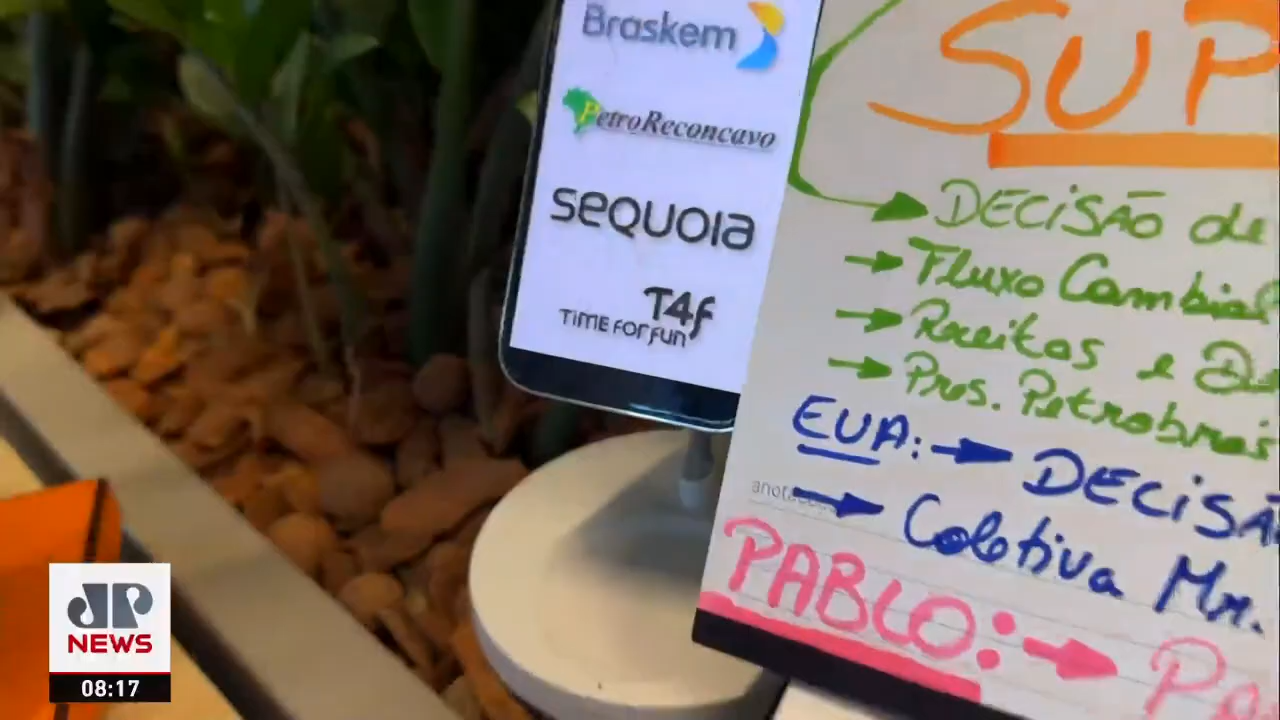 Braskem
PetroReconcavo
SEQUOIA
T4f
TIME FOR FUN
SUP
DECISÃO de
Fluxo Cambial
Receitas e
Pres. Petrobras
EUA:
Coletiva Mr.
PABLO:
JP
NEWS
08:17